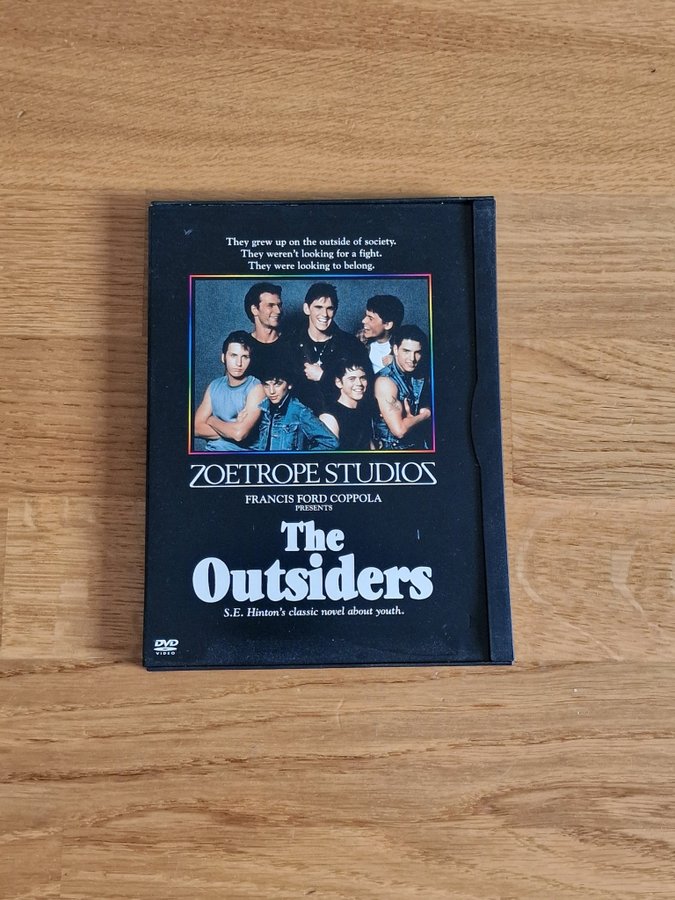 They grew up on the outside of society.
They weren't looking for a fight.
They were looking to belong.
ZOETROPE STUDIOS
FRANCIS FORD COPPOLA
PRESENTS
The
Outsiders
S.E. Hinton's classic novel about youth.
DVD
VIDEO